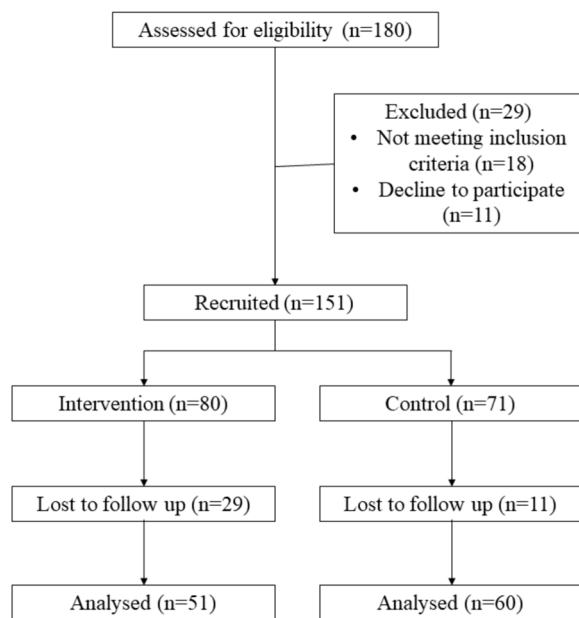 Assessed for eligibility (n=180)
Excluded (n=29)
• Not meeting inclusion
criteria (n=18)
• Decline to participate
(n=11)
Recruited (n=151)
Intervention (n=80)
Control (n=71)
Lost to follow up (n=29)
Lost to follow up (n=11)
Analysed (n=51)
Analysed (n=60)